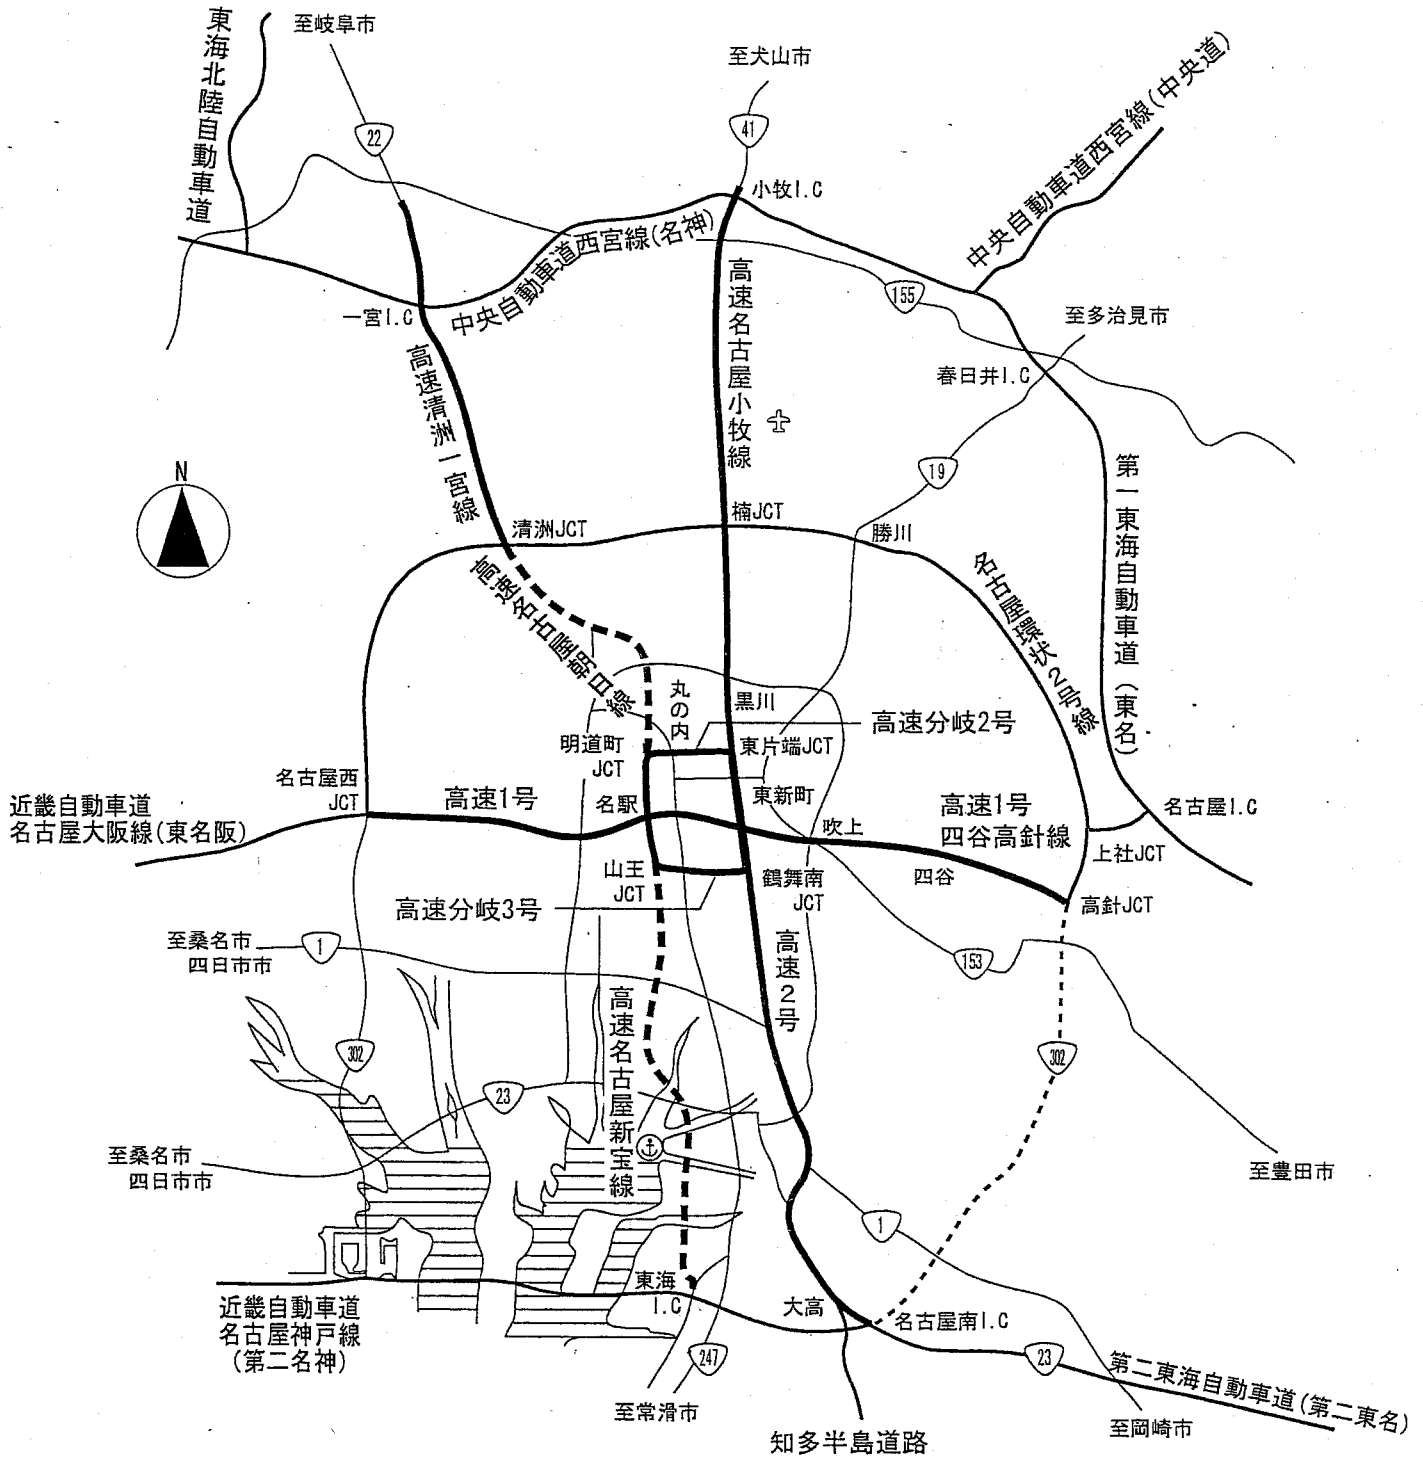 東海北陸自動車道
至岐阜市
22
至犬山市
41
小牧I.C
中央自動車道西宮線(中央道)
中央自動車道西宮線(名神)
一宮I.C
155
至多治見市
春日井I.C
高速清洲一宮線
高速名古屋小牧線
19
第一東海自動車道(東名)
N
清洲JCT
楠JCT
勝川
名古屋環状2号線
高速名古屋朝日線
丸の内
黒川
高速分岐2号
明道町
JCT
東片端JCT
名古屋西
JCT
近畿自動車道
名古屋大阪線(東名阪)
高速1号
名駅
東新町
吹上
高速1号
四谷高針線
名古屋I.C
上社JCT
山王
JCT
鶴舞南
JCT
四谷
高針JCT
高速分岐3号
至桑名市
四日市市
1
高速2号
153
高速名古屋新宝線
302
302
23
至桑名市
四日市市
至豊田市
1
東海
I.C
大高
名古屋南I.C
近畿自動車道
名古屋神戸線
(第二名神)
247
23
第二東海自動車道(第二東名)
至常滑市
至岡崎市
知多半島道路